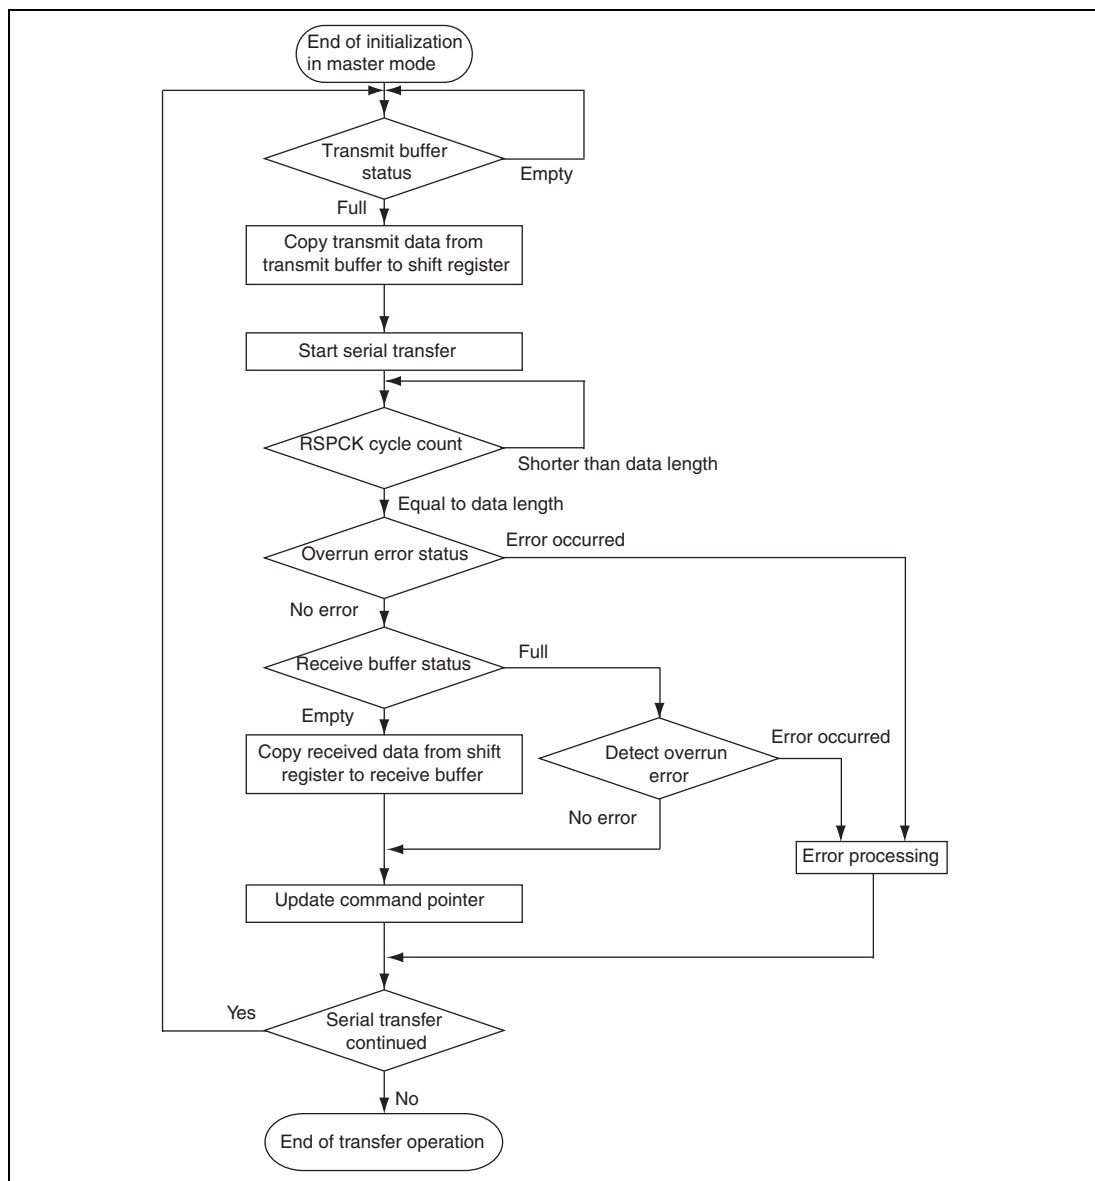 End of initialization
in master mode
Transmit buffer
status
Empty
Full
Copy transmit data from
transmit buffer to shift register
Start serial transfer
RSPCK cycle count
Shorter than data length
Equal to data length
Overrun error status
Error occurred
No error
Receive buffer status
Full
Empty
Copy received data from shift
register to receive buffer
Detect overrun
error
Error occurred
No error
Error processing
Update command pointer
Yes
Serial transfer
continued
No
End of transfer operation